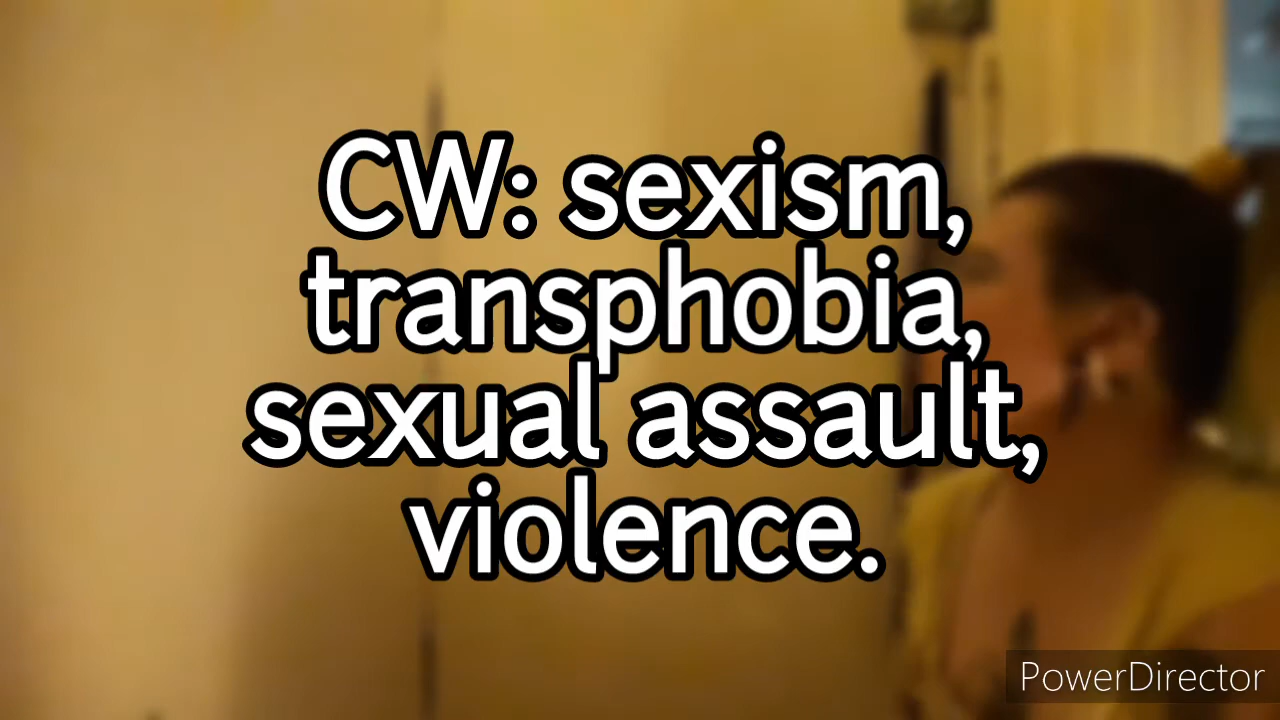 CW: sexism,
transphobia,
sexual assault,
violence.
PowerDirector